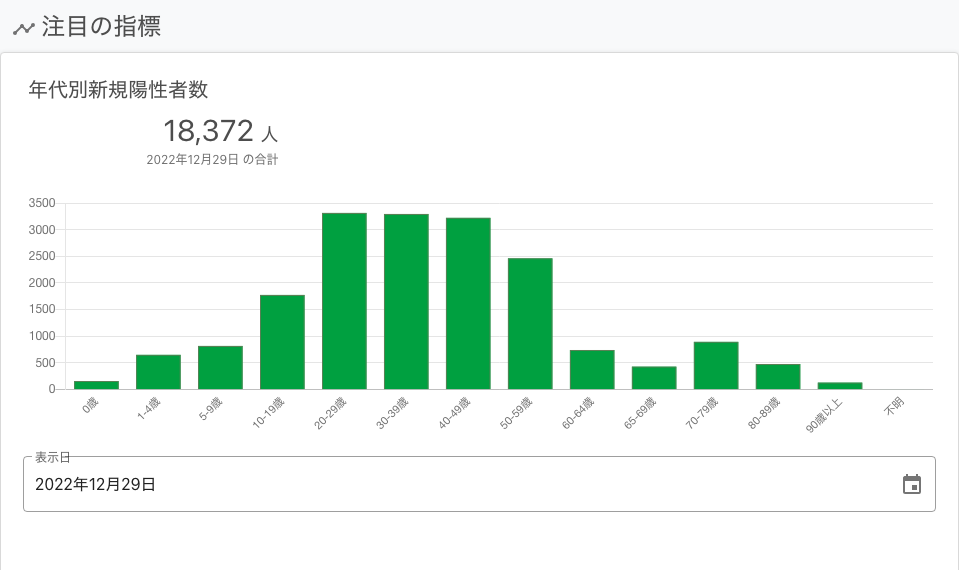 注目の指標
年代別新規陽性者数
18,372 人
2022年12月29日 の合計
3500
3000
2500
2000
1500
1000
500
0
0歳
1-4歳
5-9歳
10-19歳
20-29歳
30-39歳
40-49歳
50-59歳
60-64歳
65-69歳
70-79歳
80-89歳
90歳以上
不明
表示日
2022年12月29日